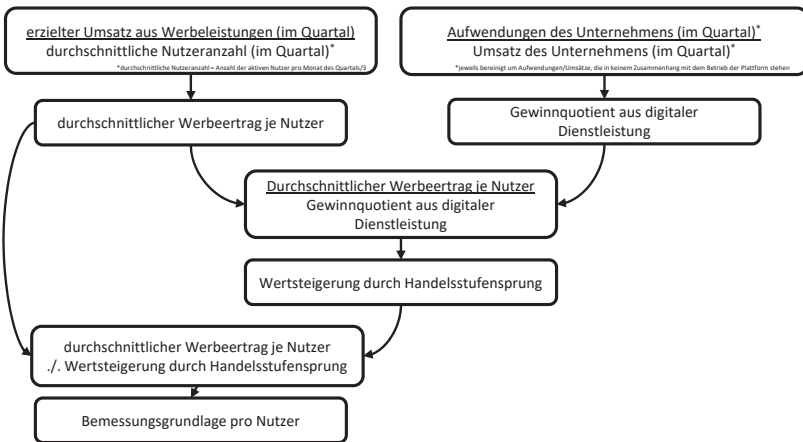 erzielter Umsatz aus Werbeleistungen (im Quartal)
durchschnittliche Nutzeranzahl (im Quartal)*
*durchschnittliche Nutzeranzahl = Anzahl der aktiven Nutzer pro Monat des Quartals/3
Aufwendungen des Unternehmens (im Quartal)*
Umsatz des Unternehmens (im Quartal)*
*jeweils bereinigt um Aufwendungen/Umsätze, die in keinem Zusammenhang mit dem Betrieb der Plattform stehen
durchschnittlicher Werbeertrag je Nutzer
Gewinnquotient aus digitaler
Dienstleistung
Durchschnittlicher Werbeertrag je Nutzer
Gewinnquotient aus digitaler
Dienstleistung
Wertsteigerung durch Handelsstufensprung
durchschnittlicher Werbeertrag je Nutzer
./. Wertsteigerung durch Handelsstufensprung
Bemessungsgrundlage pro Nutzer